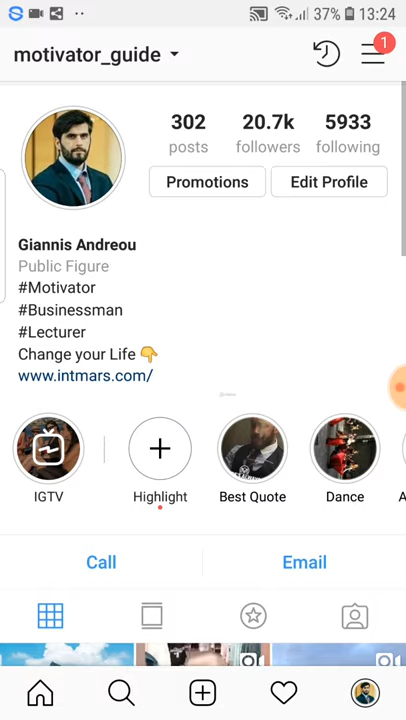 37% 13:24
motivator_guide
1
302 20.7k 5933
posts followers following
Promotions Edit Profile
Giannis Andreou
Public Figure
#Motivator
#Businessman
#Lecturer
Change your Life 👇
www.intmars.com/
IGTV Highlight Best Quote Dance A
Call Email